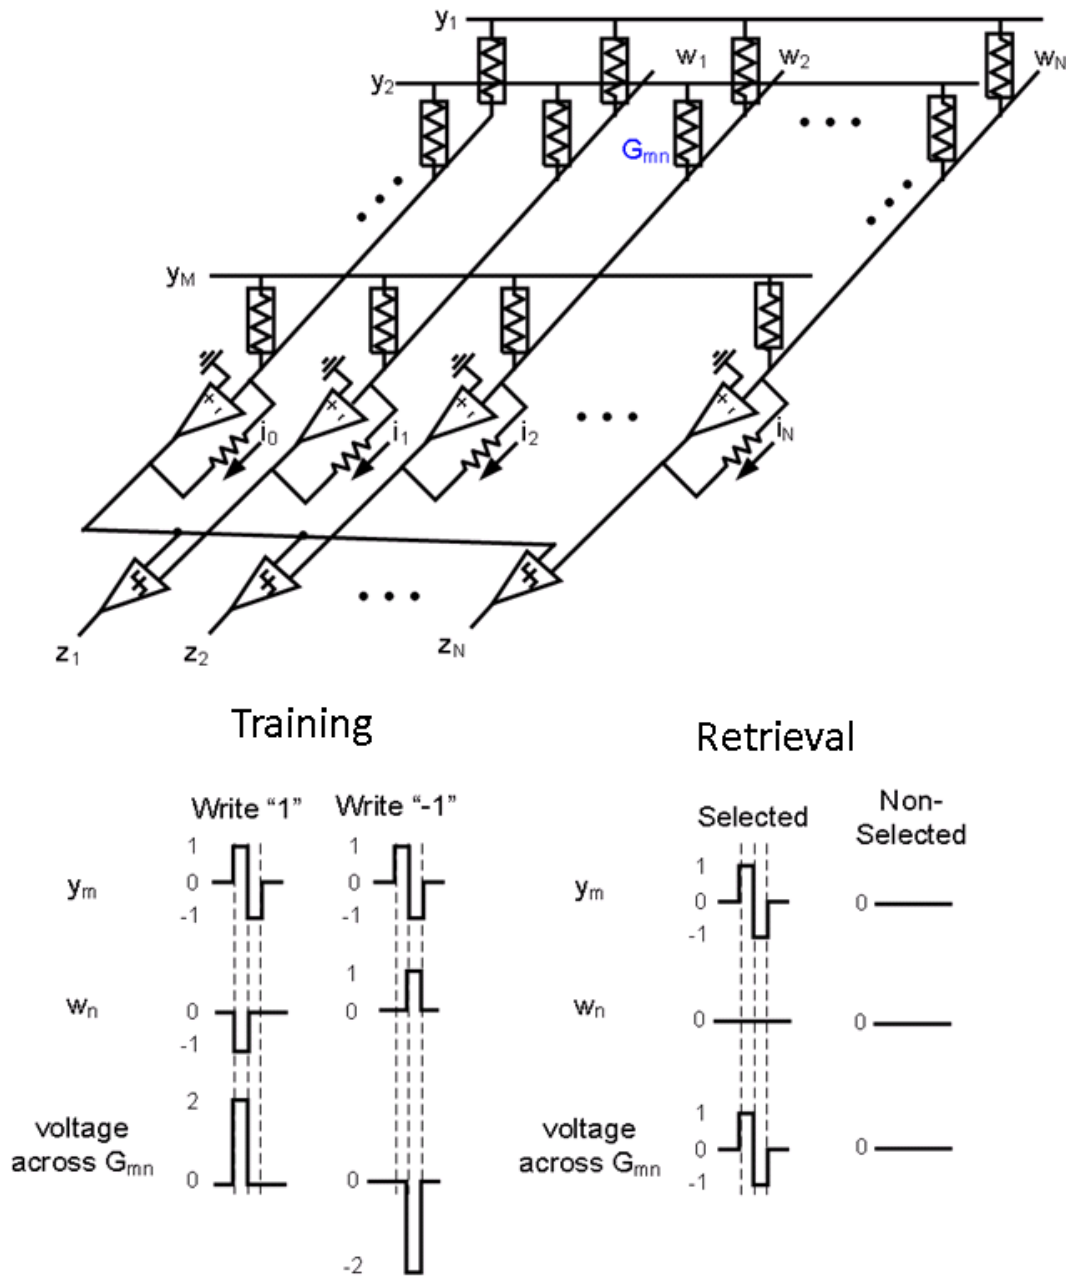 y1
w1 w2 wN
y2
Gmn
yM
i0 i1 i2 iN
z1 z2 zN
Training Retrieval
Write “1” Write “-1”
Selected Non-
Selected
ym 1 0 -1 1 0 -1 ym 1 0 -1 0
wn 0 -1 1 0 wn 0 0
voltage
across Gmn 2 0 0 -2
voltage
across Gmn 1 0 -1 0